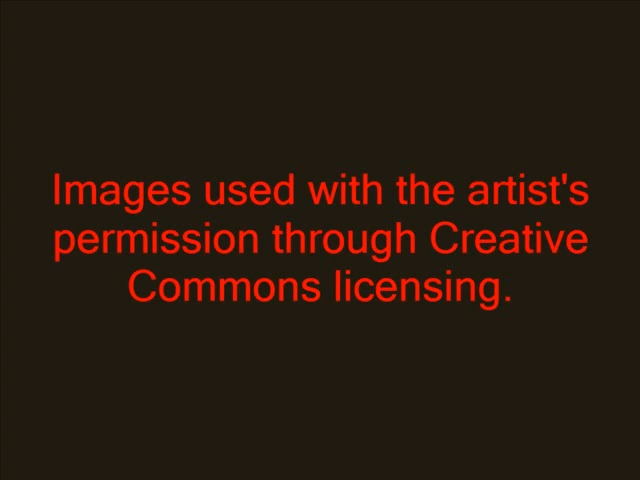 Images used with the artist's
permission through Creative
Commons licensing.